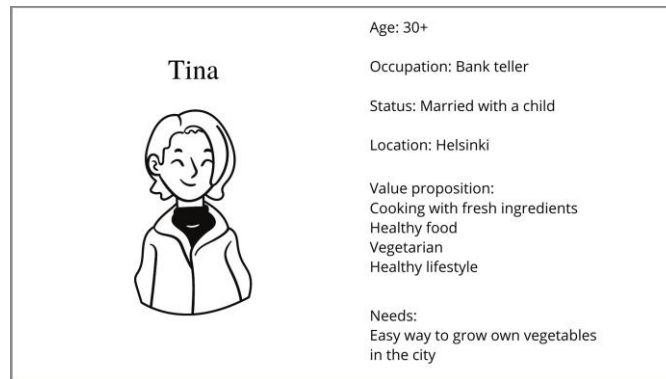 Tina
Age: 30+
Occupation: Bank teller
Status: Married with a child
Location: Helsinki
Value proposition:
Cooking with fresh ingredients
Healthy food
Vegetarian
Healthy lifestyle
Needs:
Easy way to grow own vegetables
in the city